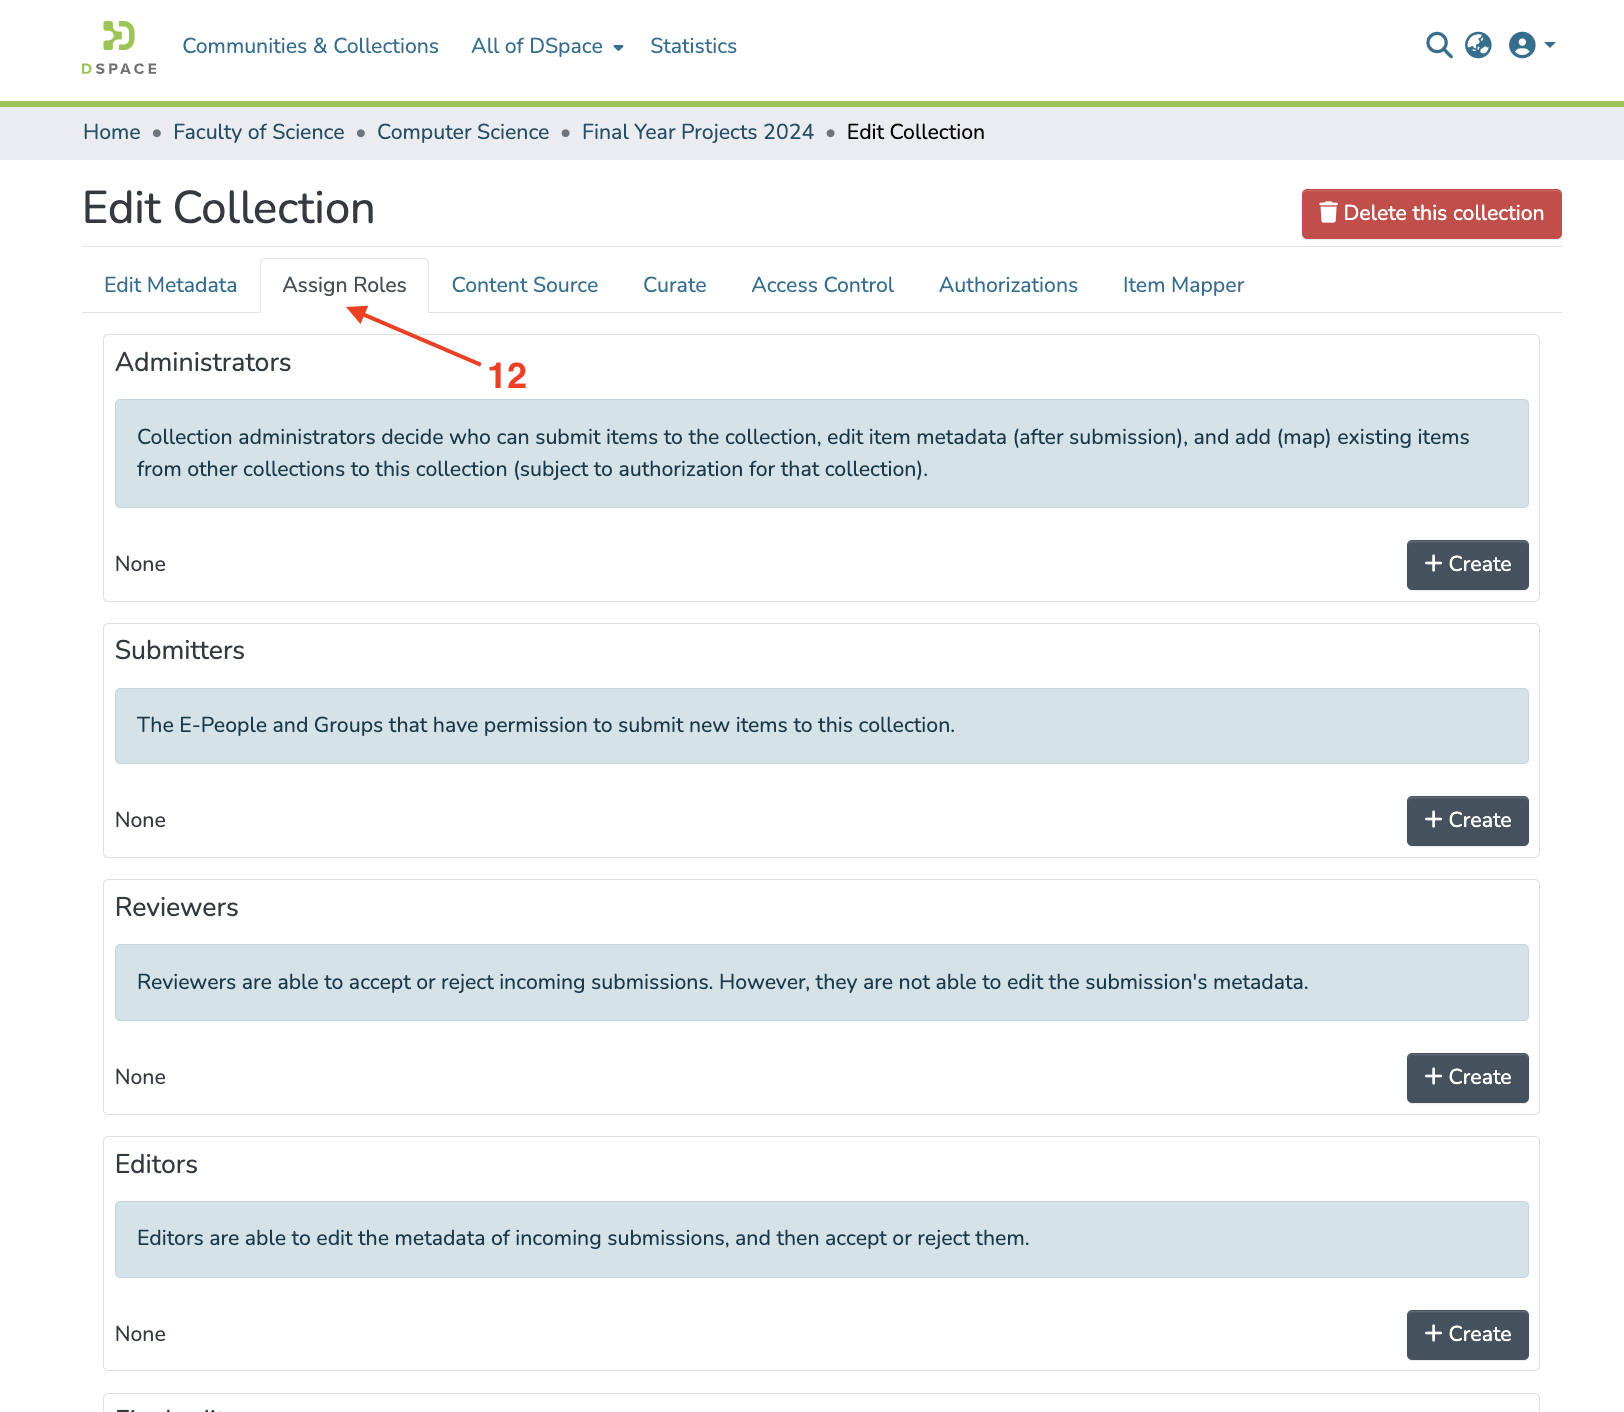 DSPACE
Communities & Collections
All of DSpace
Statistics
Home • Faculty of Science • Computer Science • Final Year Projects 2024 • Edit Collection
Edit Collection
Delete this collection
Edit Metadata
Assign Roles
Content Source
Curate
Access Control
Authorizations
Item Mapper
12
Administrators
Collection administrators decide who can submit items to the collection, edit item metadata (after submission), and add (map) existing items
from other collections to this collection (subject to authorization for that collection).
None
+ Create
Submitters
The E-People and Groups that have permission to submit new items to this collection.
None
+ Create
Reviewers
Reviewers are able to accept or reject incoming submissions. However, they are not able to edit the submission's metadata.
None
+ Create
Editors
Editors are able to edit the metadata of incoming submissions, and then accept or reject them.
None
+ Create